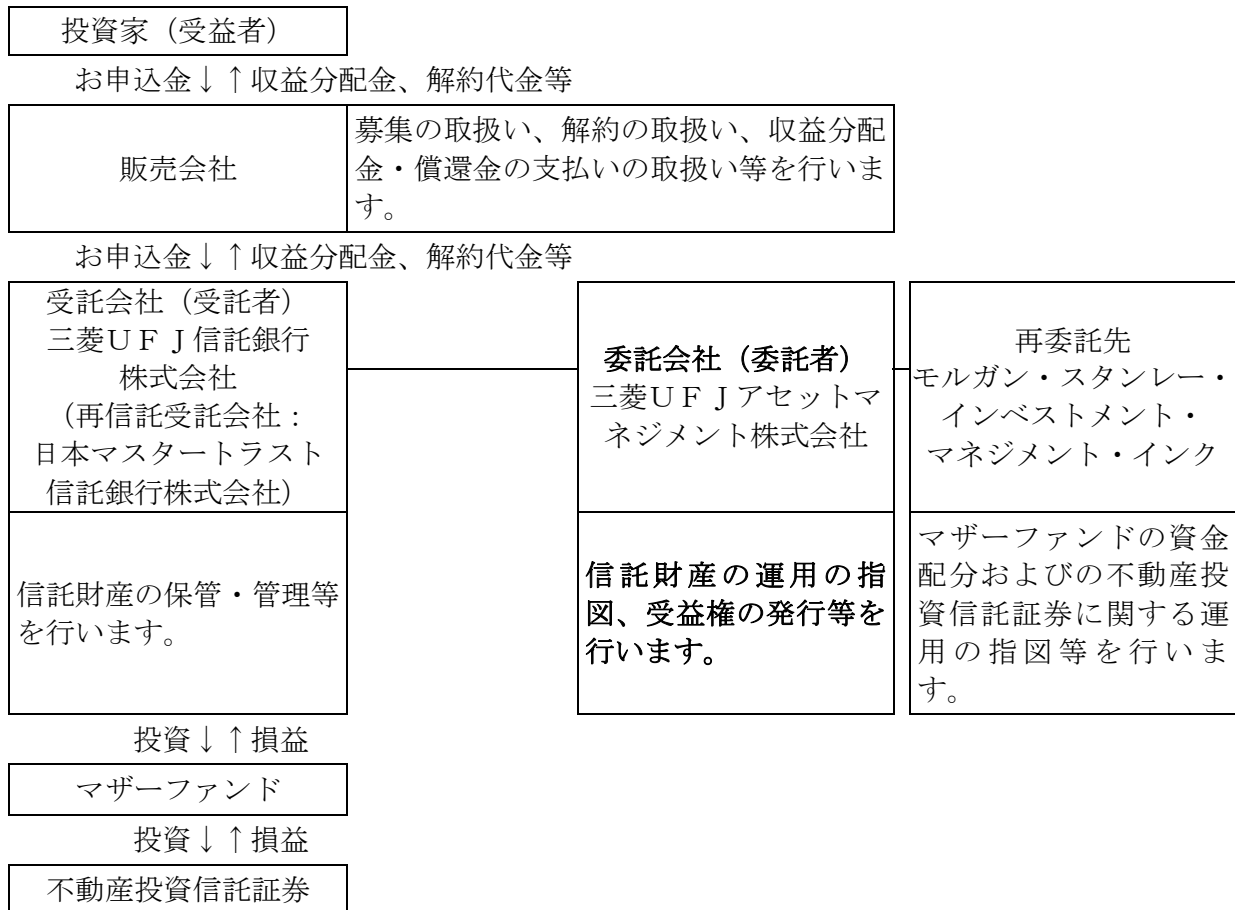 投資家（受益者）
お申込金↓↑収益分配金、解約代金等
販売会社
募集の取扱い、解約の取扱い、収益分配
金・償還金の支払いの取扱い等を行いま
す。
お申込金↓↑収益分配金、解約代金等
受託会社（受託者）
三菱ＵＦＪ信託銀行
株式会社
（再信託受託会社：
日本マスタートラスト
信託銀行株式会社）
委託会社（委託者）
三菱ＵＦＪアセットマ
ネジメント株式会社
再委託先
モルガン・スタンレー・
インベストメント・
マネジメント・インク
信託財産の保管・管理等
を行います。
信託財産の運用の指
図、受益権の発行等を
行います。
マザーファンドの資金
配分およびの不動産投
資信託証券に関する運
用の指図等を行いま
す。
投資↓↑損益
マザーファンド
投資↓↑損益
不動産投資信託証券